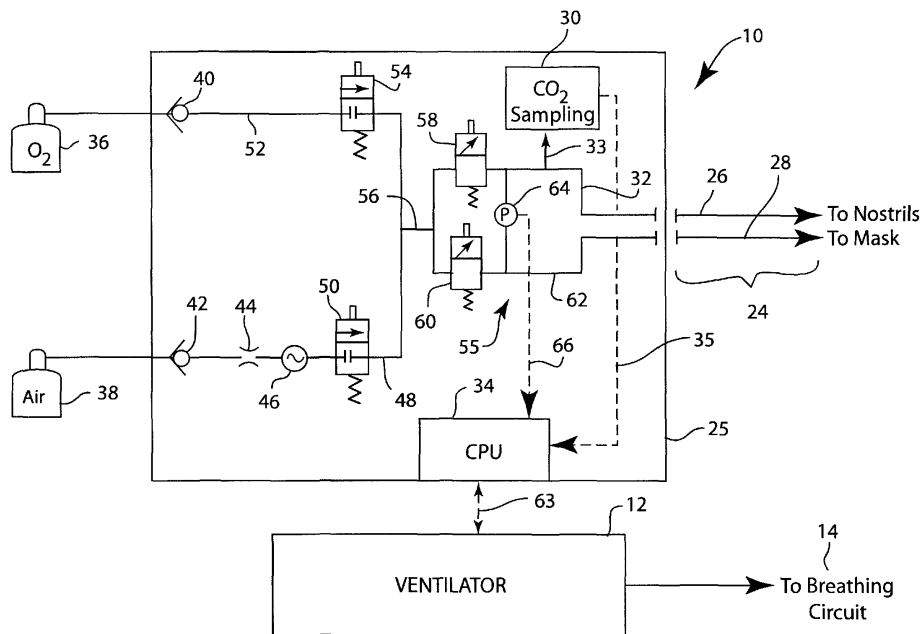 30
10
40
54
CO2
Sampling
58
33
O2
36
52
64
32
26
28
56
P
To Nostrils
To Mask
42
44
50
60
62
24
55
35
66
Air
38
46
48
34
25
CPU
63
12
14
VENTILATOR
To Breathing
Circuit